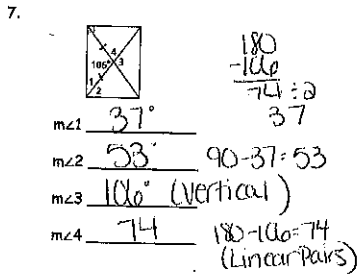 7.
4
106° 3
1
2
180
-106
74 ÷ 2
37
m∠1 37°
m∠2 53° 90-37=53
m∠3 106° (vertical)
m∠4 74 180-106=74
(Linear Pairs)